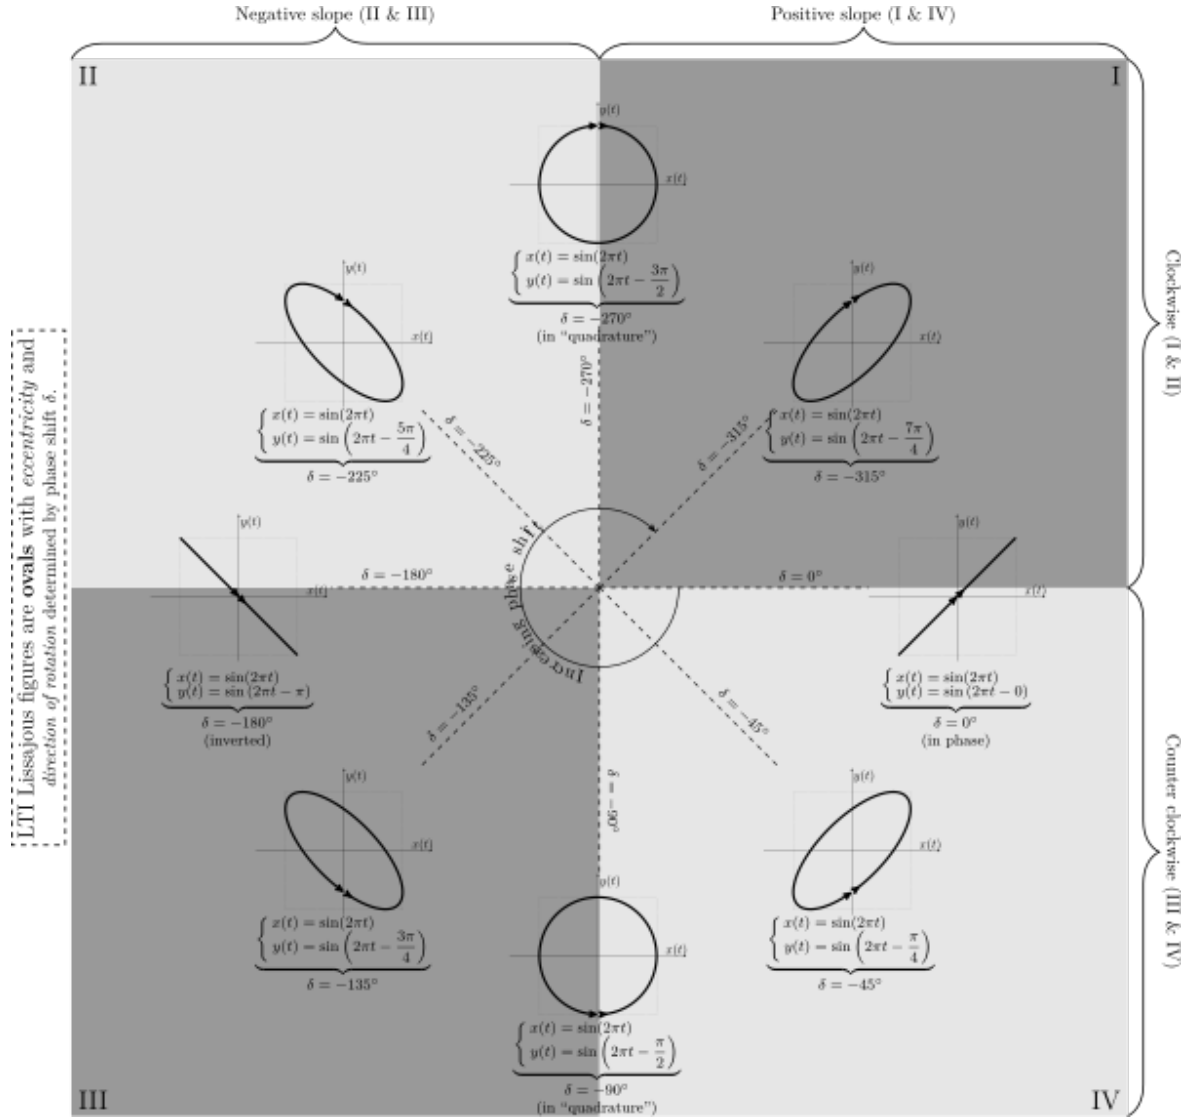 Negative slope (II & III)
Positive slope (I & IV)
II
I
y(t)
x(t)
x(t) = sin(2πt)
y(t) = sin(2πt − 3π/2)
δ = −270°
(in “quadrature”)
y(t)
x(t)
x(t) = sin(2πt)
y(t) = sin(2πt − 5π/4)
δ = −225°
y(t)
x(t)
x(t) = sin(2πt)
y(t) = sin(2πt − 7π/4)
δ = −315°
Clockwise (I & II)
LTI Lissajous figures are ovals with eccentricity and
direction of rotation determined by phase shift δ.
δ = −270°
δ = −225°
δ = −315°
Increasing phase shift
δ = −180°
δ = 0°
y(t)
x(t)
x(t) = sin(2πt)
y(t) = sin(2πt − π)
δ = −180°
(inverted)
y(t)
x(t)
x(t) = sin(2πt)
y(t) = sin(2πt − 0)
δ = 0°
(in phase)
δ = −135°
δ = −45°
δ = −90°
y(t)
x(t)
x(t) = sin(2πt)
y(t) = sin(2πt − 3π/4)
δ = −135°
y(t)
x(t)
x(t) = sin(2πt)
y(t) = sin(2πt − π/4)
δ = −45°
Counter clockwise (III & IV)
y(t)
x(t)
x(t) = sin(2πt)
y(t) = sin(2πt − π/2)
δ = −90°
(in “quadrature”)
III
IV